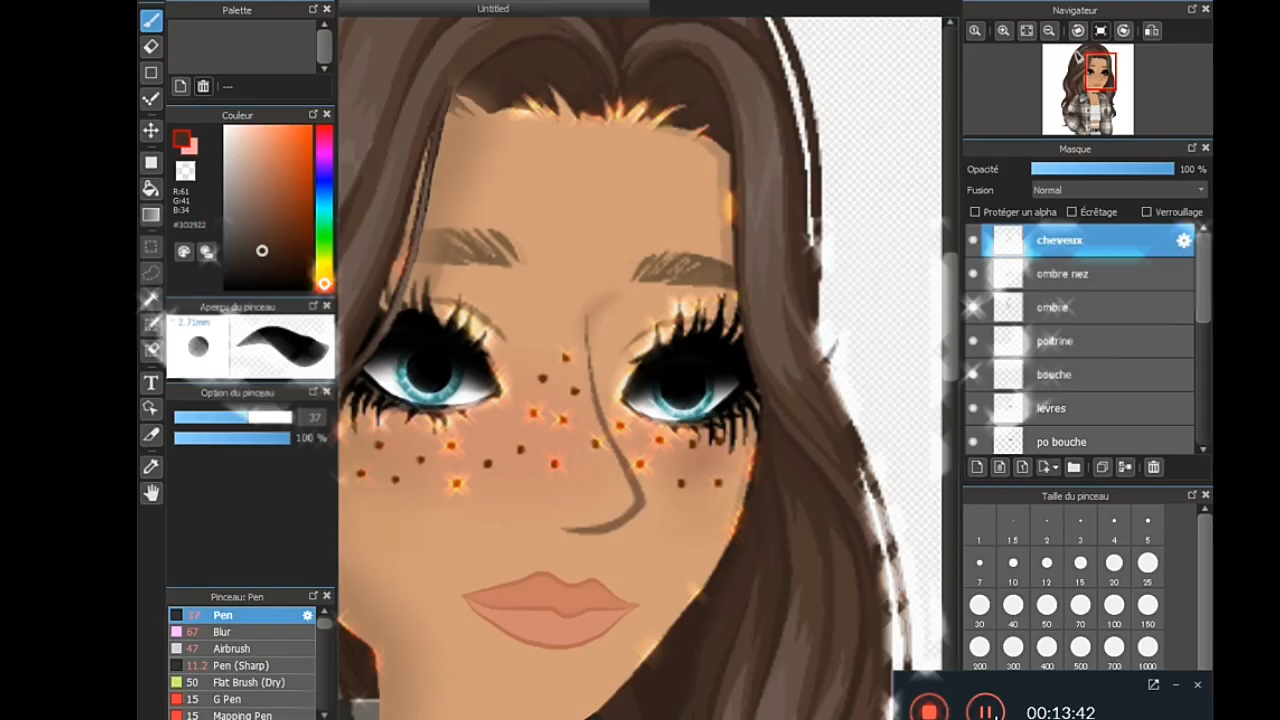 Palette
---
Couleur
R:61
G:41
B:34
#3D2922
Aperçu du pinceau
2.71mm
T
Option du pinceau
37
100 %
Pinceau: Pen
37 Pen
67 Blur
47 Airbrush
11.2 Pen (Sharp)
50 Flat Brush (Dry)
15 G Pen
15 Mapping Pen
Untitled
Navigateur
Masque
Opacité 100 %
Fusion Normal
Protéger un alpha Écrêtage Verrouillage
cheveux
ombre nez
ombre
poitrine
bouche
levres
po bouche
Taille du pinceau
1 1.5 2 3 4 5
7 10 12 15 20 25
30 40 50 70 100 150
200 300 400 500 700 1000
00:13:42